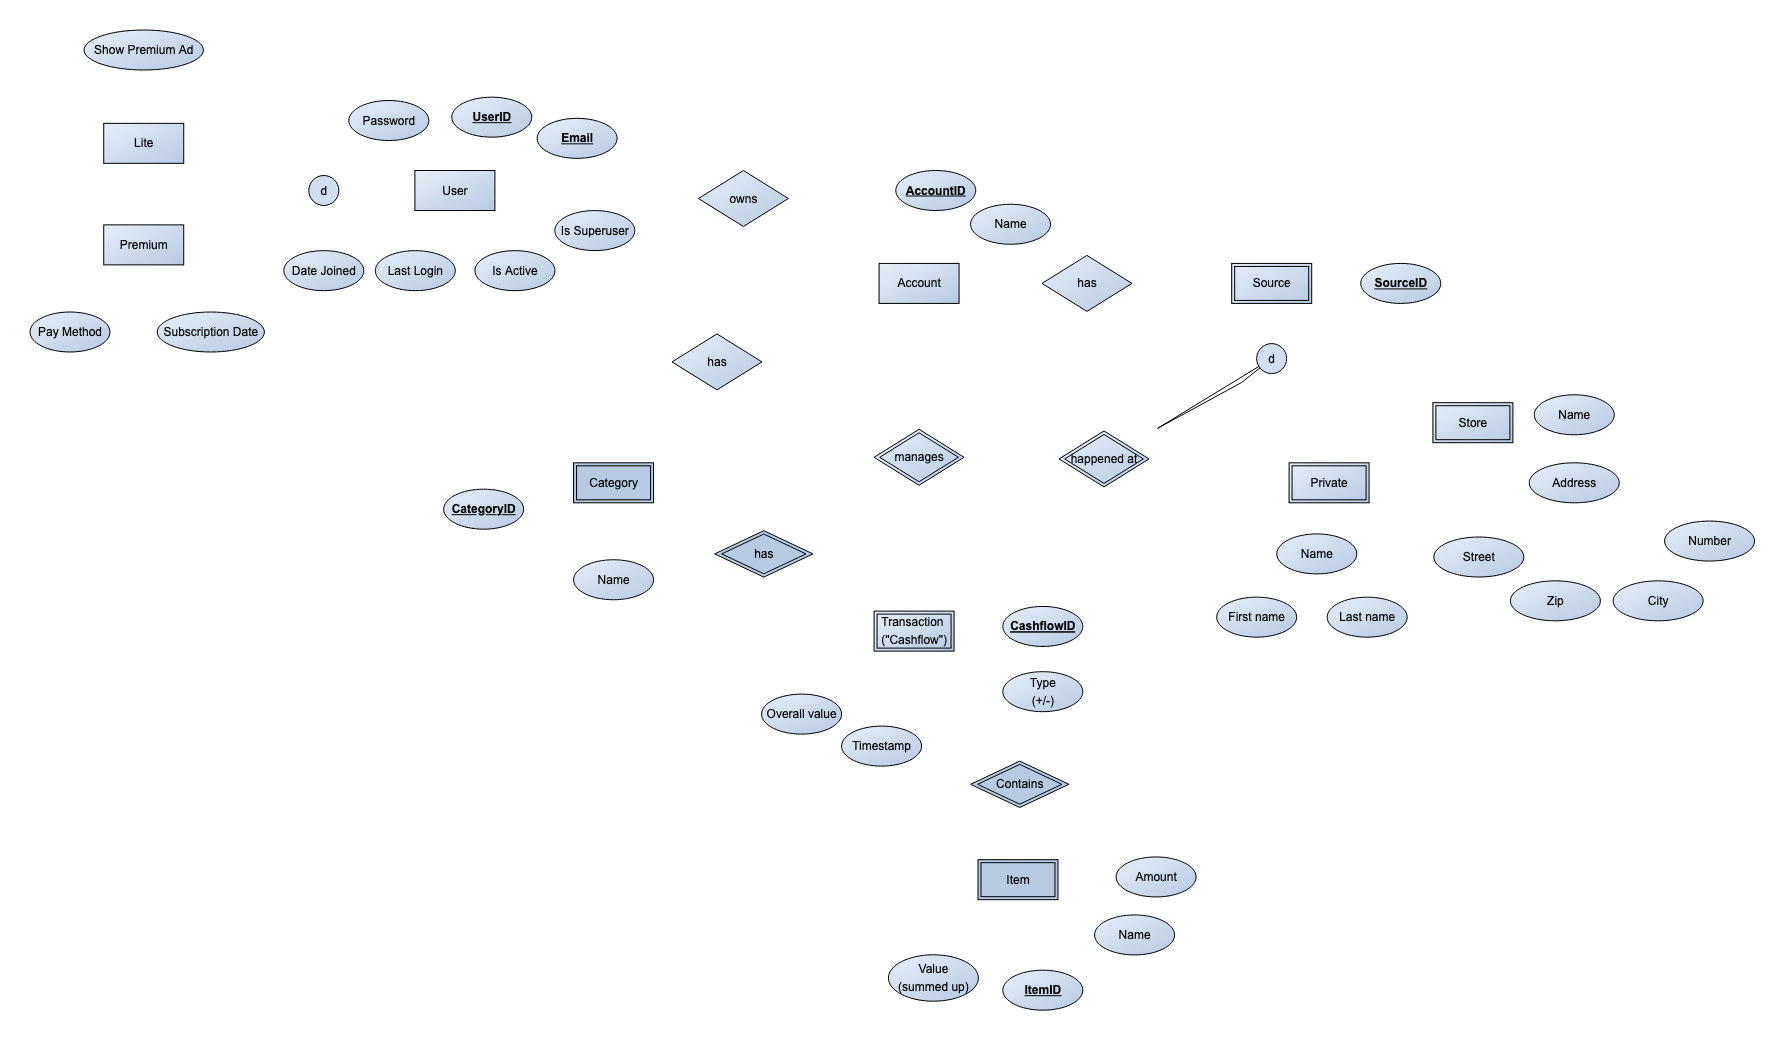 Show Premium Ad
Password
UserID
Email
Lite
d
User
owns
AccountID
Name
Is Superuser
Premium
Date Joined
Last Login
Is Active
Account
has
Source
SourceID
Pay Method
Subscription Date
has
d
Store
Name
manages
happened at
Category
Private
Address
CategoryID
Name
has
Name
Street
Number
Zip
City
First name
Last name
Transaction
("Cashflow")
CashflowID
Type
(+/-)
Overall value
Timestamp
Contains
Item
Amount
Name
Value
(summed up)
ItemID